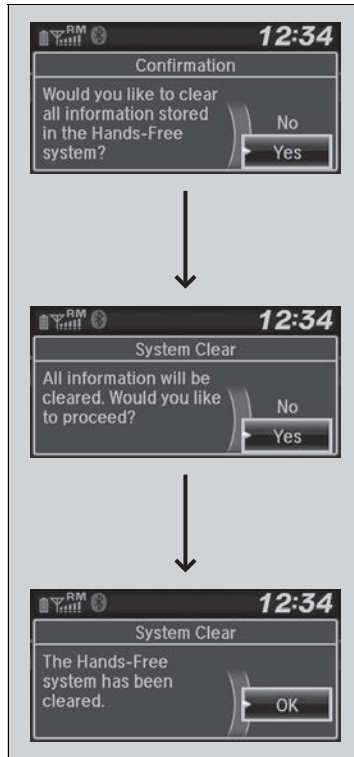 RM 12:34
Confirmation
Would you like to clear
all information stored
in the Hands-Free
system?
No
Yes
RM 12:34
System Clear
All information will be
cleared. Would you like
to proceed?
No
Yes
RM 12:34
System Clear
The Hands-Free
system has been
cleared.
OK